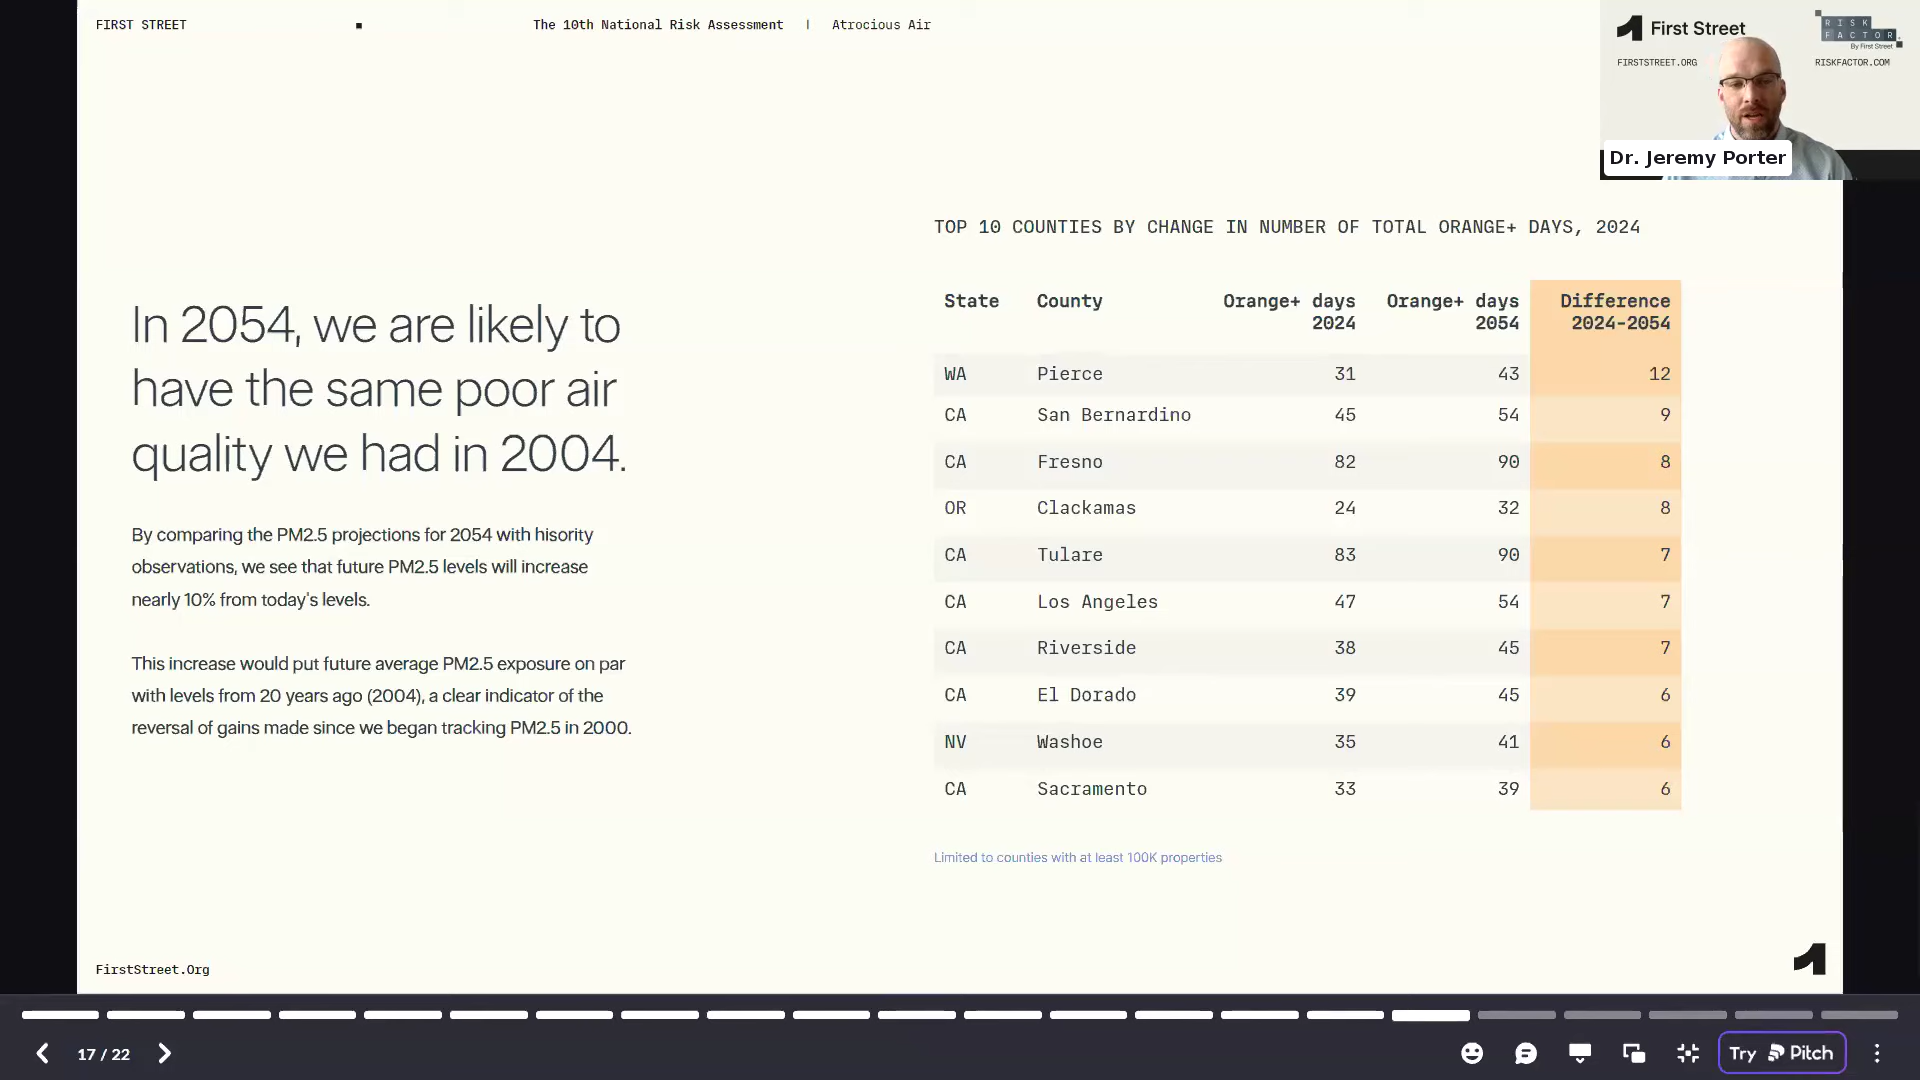 FIRST STREET
The 10th National Risk Assessment | Atrocious Air
First Street
FIRSTSTREET.ORG
RISK
FACTOR
By First Street
RISKFACTOR.COM
Dr. Jeremy Porter
In 2054, we are likely to
have the same poor air
quality we had in 2004.
By comparing the PM2.5 projections for 2054 with hisority
observations, we see that future PM2.5 levels will increase
nearly 10% from today's levels.
This increase would put future average PM2.5 exposure on par
with levels from 20 years ago (2004), a clear indicator of the
reversal of gains made since we began tracking PM2.5 in 2000.
TOP 10 COUNTIES BY CHANGE IN NUMBER OF TOTAL ORANGE+ DAYS, 2024
State County Orange+ days 2024 Orange+ days 2054 Difference 2024-2054
WA Pierce 31 43 12
CA San Bernardino 45 54 9
CA Fresno 82 90 8
OR Clackamas 24 32 8
CA Tulare 83 90 7
CA Los Angeles 47 54 7
CA Riverside 38 45 7
CA El Dorado 39 45 6
NV Washoe 35 41 6
CA Sacramento 33 39 6
Limited to counties with at least 100K properties
FirstStreet.Org
17 / 22
Try Pitch